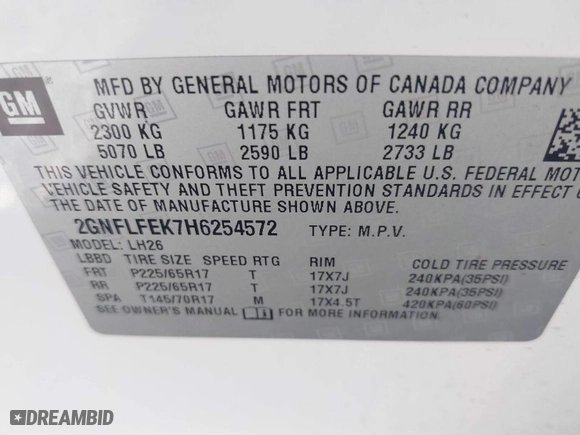 GM
MFD BY GENERAL MOTORS OF CANADA COMPANY
GVWR GAWR FRT GAWR RR
2300 KG 1175 KG 1240 KG
5070 LB 2590 LB 2733 LB
THIS VEHICLE CONFORMS TO ALL APPLICABLE U.S. FEDERAL MOTOR
VEHICLE SAFETY AND THEFT PREVENTION STANDARDS IN EFFECT
THE DATE OF MANUFACTURE SHOWN ABOVE.
2GNFLFEK7H6254572 TYPE: M.P.V.
MODEL: LH26
LBBD TIRE SIZE SPEED RTG RIM COLD TIRE PRESSURE
FRT P225/65R17 T 17X7J 240KPA(35PSI)
RR P225/65R17 T 17X7J 240KPA(35PSI)
SPA T145/70R17 M 17X4.5T 420KPA(60PSI)
SEE OWNER'S MANUAL FOR MORE INFORMATION.
DREAMBID